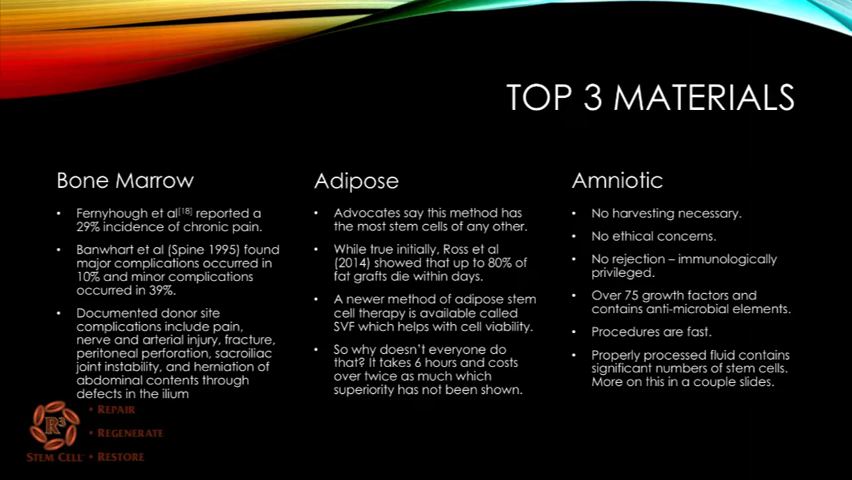 TOP 3 MATERIALS
Bone Marrow
• Fernyhough et al[18] reported a
29% incidence of chronic pain.
• Banwhart et al (Spine 1995) found
major complications occurred in
10% and minor complications
occurred in 39%.
• Documented donor site
complications include pain,
nerve and arterial injury, fracture,
peritoneal perforation, sacroiliac
joint instability, and herniation of
abdominal contents through
defects in the ilium
Adipose
• Advocates say this method has
the most stem cells of any other.
• While true initially, Ross et al
(2014) showed that up to 80% of
fat grafts die within days.
• A newer method of adipose stem
cell therapy is available called
SVF which helps with cell viability.
• So why doesn't everyone do
that? It takes 6 hours and costs
over twice as much which
superiority has not been shown.
Amniotic
• No harvesting necessary.
• No ethical concerns.
• No rejection – immunologically
privileged.
• Over 75 growth factors and
contains anti-microbial elements.
• Procedures are fast.
• Properly processed fluid contains
significant numbers of stem cells.
More on this in a couple slides.
R3
STEM CELL
• REPAIR
• REGENERATE
• RESTORE